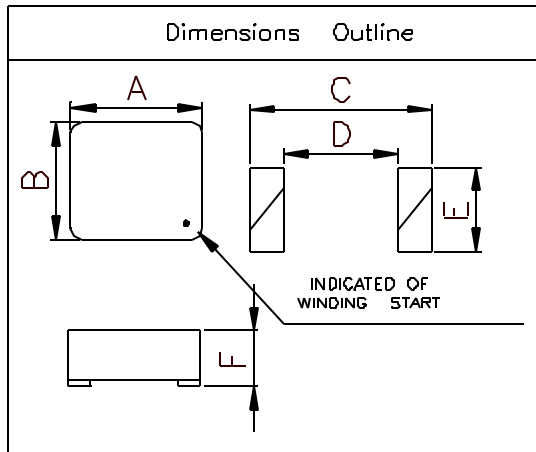 Dimensions Outline
A
C
D
B
E
INDICATED OF
WINDING START
F